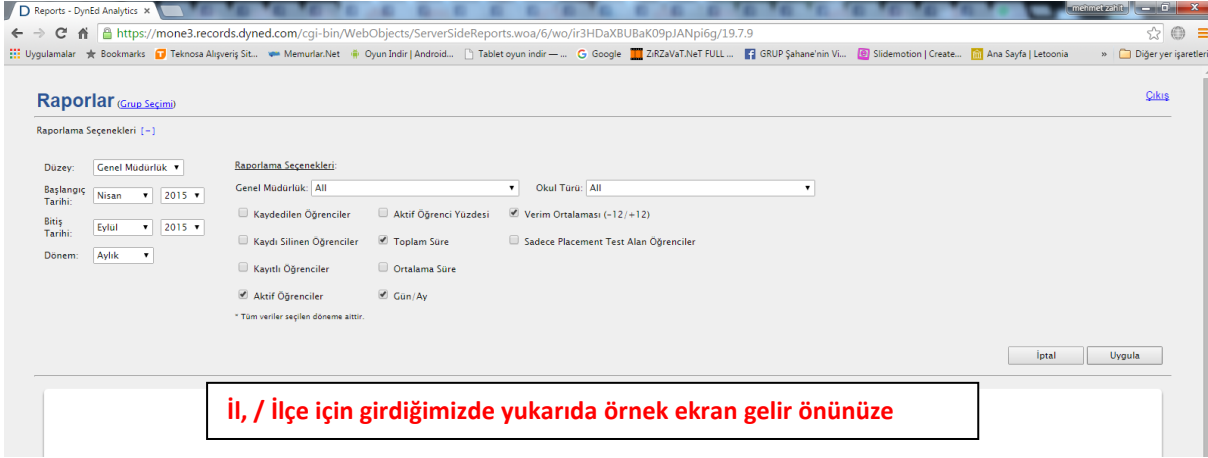 Reports - DynEd Analytics
mehmet zahit
https://mone3.records.dyned.com/cgi-bin/WebObjects/ServerSideReports.woa/6/wo/ir3HDaXBUBaK09pJANpi6g/19.7.9
Uygulamalar Bookmarks Teknosa Alışveriş Sit... Memurlar.Net Oyun İndir | Android... Tablet oyun indir — ... Google ZıRZaVaT.NeT FULL ... GRUP Şahane'nin Vi... Slidemotion | Create... Ana Sayfa | Letoonia » Diğer yer işaretleri
Raporlar (Grup Seçimi)
Çıkış
Raporlama Seçenekleri [-]
Düzey: Genel Müdürlük
Başlangıç Tarihi: Nisan 2015
Bitiş Tarihi: Eylül 2015
Dönem: Aylık
Raporlama Seçenekleri:
Genel Müdürlük: All Okul Türü: All
Kaydedilen Öğrenciler Aktif Öğrenci Yüzdesi Verim Ortalaması (-12/+12)
Kaydı Silinen Öğrenciler Toplam Süre Sadece Placement Test Alan Öğrenciler
Kayıtlı Öğrenciler Ortalama Süre
Aktif Öğrenciler Gün/Ay
* Tüm veriler seçilen döneme aittir.
İptal Uygula
İl, / İlçe için girdiğimizde yukarıda örnek ekran gelir önünüze